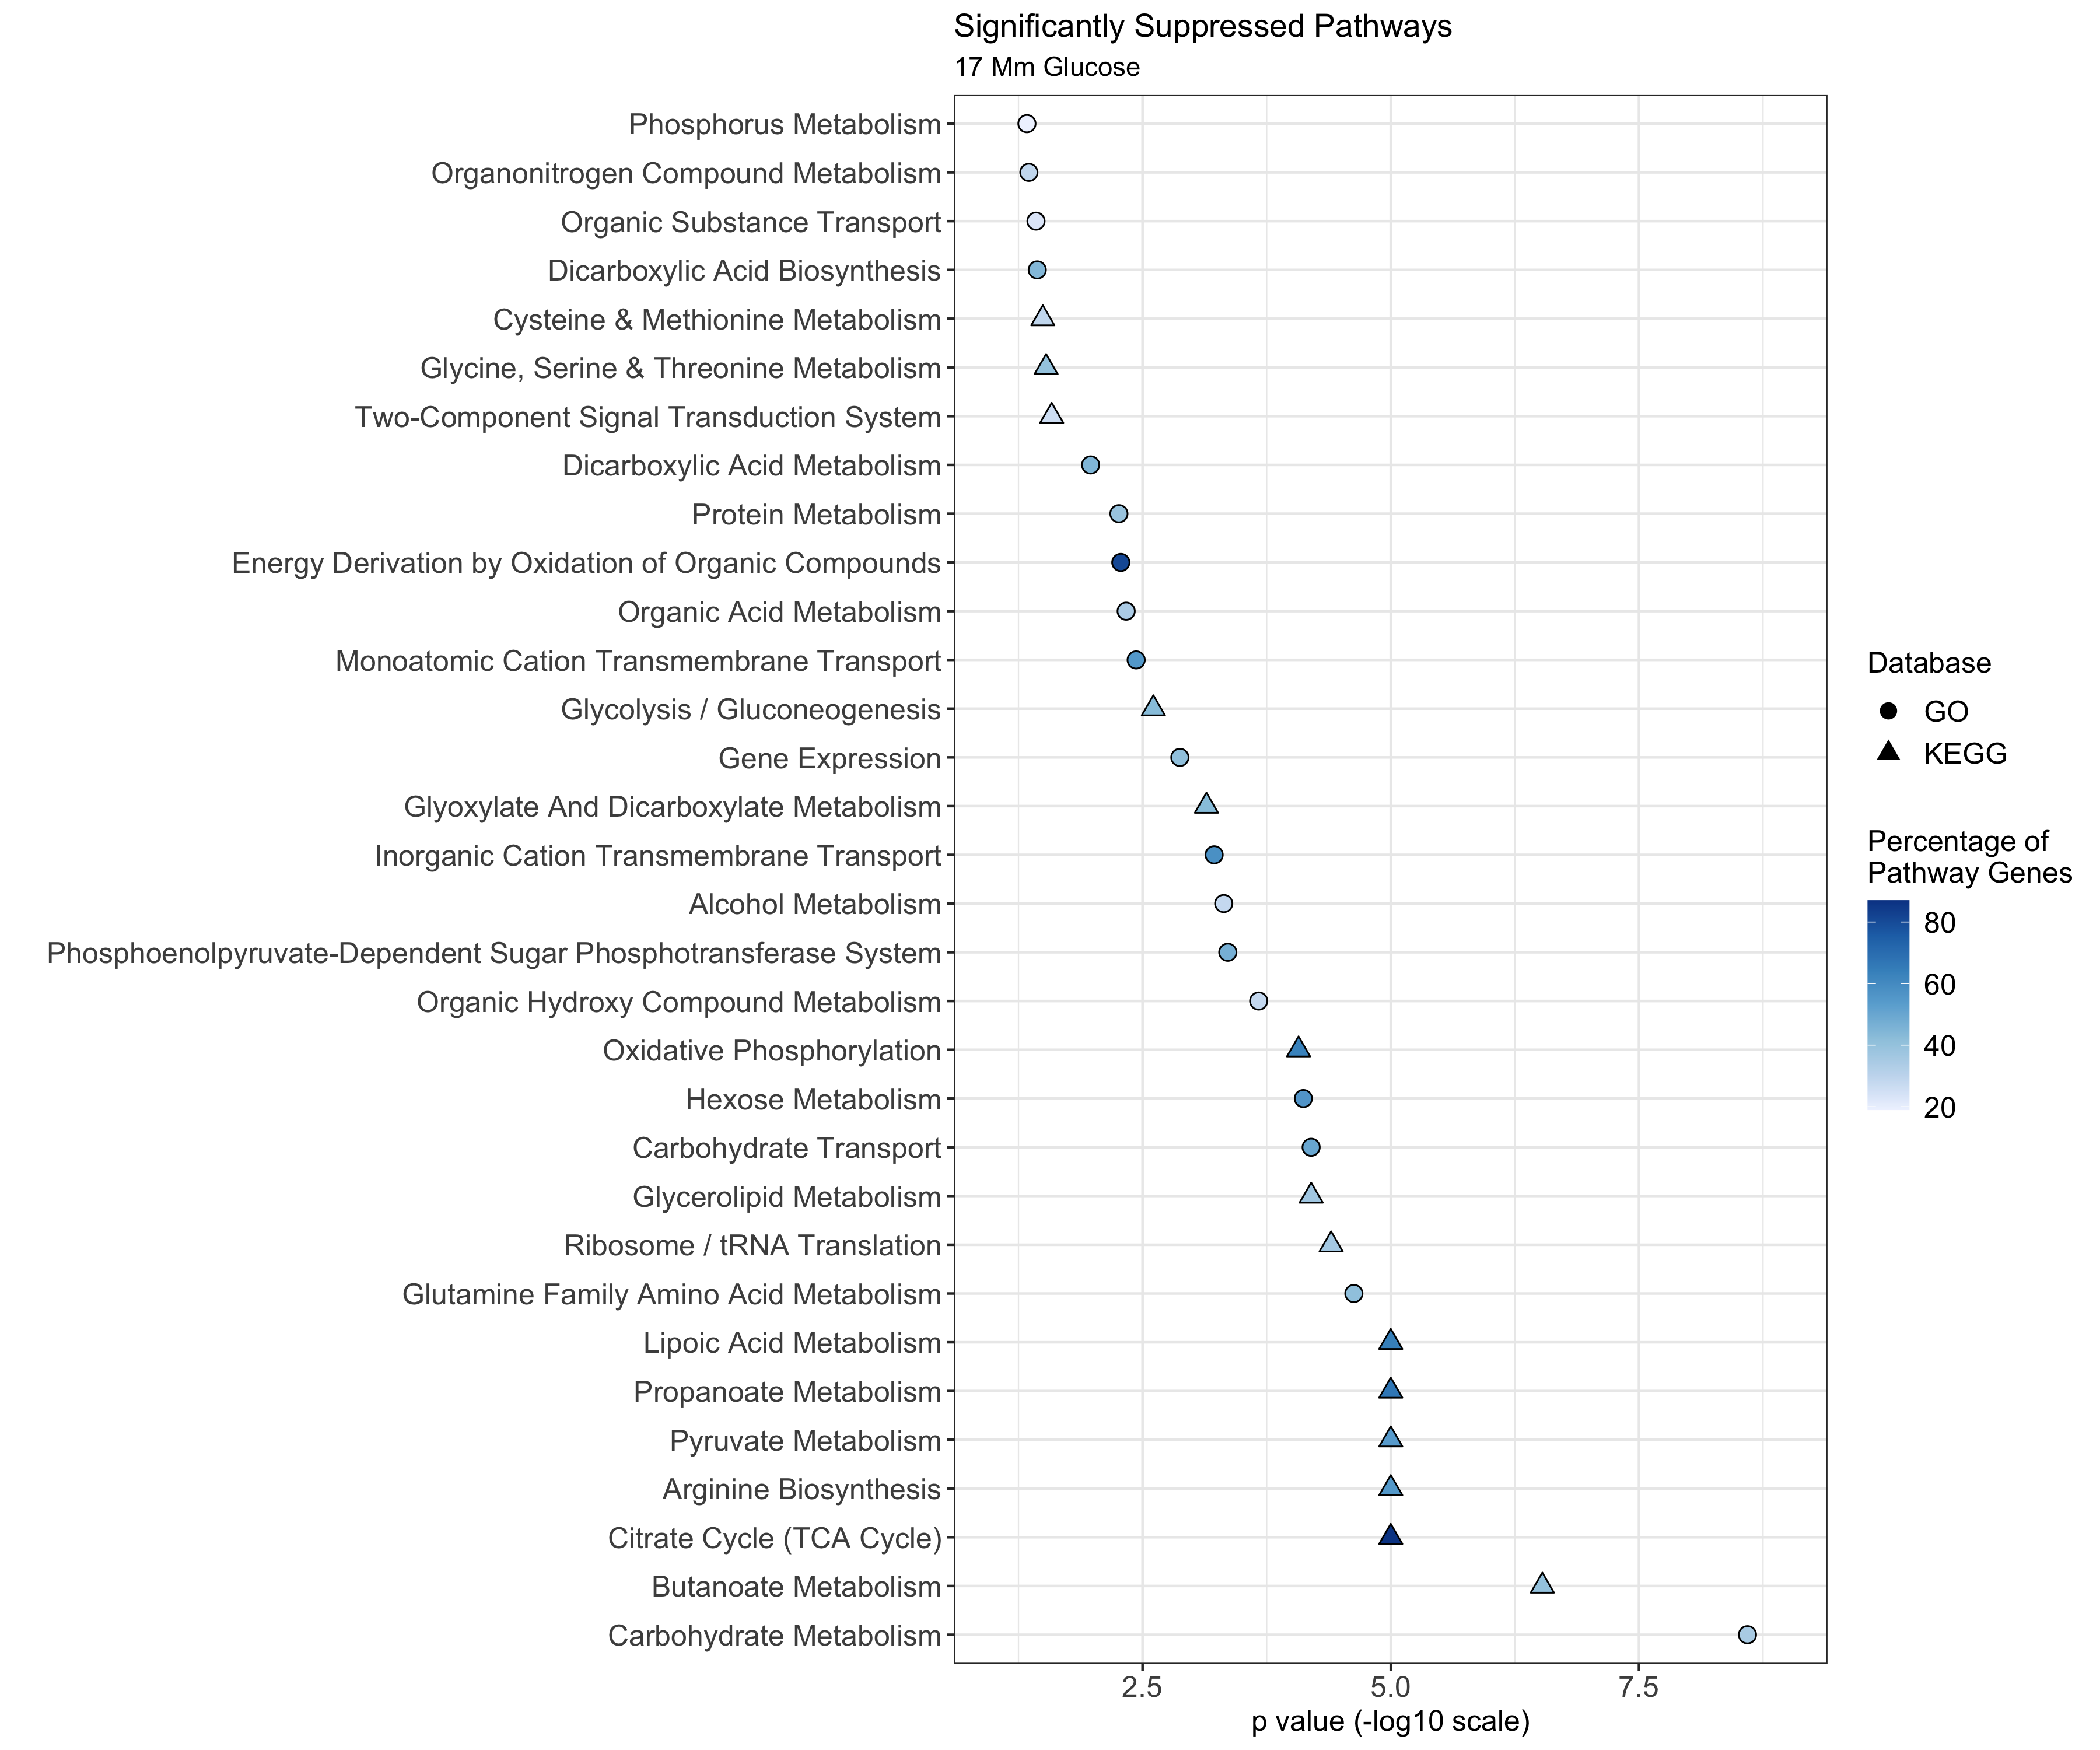 Significantly Suppressed Pathways
17 Mm Glucose
Phosphorus Metabolism
Organonitrogen Compound Metabolism
Organic Substance Transport
Dicarboxylic Acid Biosynthesis
Cysteine & Methionine Metabolism
Glycine, Serine & Threonine Metabolism
Two-Component Signal Transduction System
Dicarboxylic Acid Metabolism
Protein Metabolism
Energy Derivation by Oxidation of Organic Compounds
Organic Acid Metabolism
Monoatomic Cation Transmembrane Transport
Glycolysis / Gluconeogenesis
Gene Expression
Glyoxylate And Dicarboxylate Metabolism
Inorganic Cation Transmembrane Transport
Alcohol Metabolism
Phosphoenolpyruvate-Dependent Sugar Phosphotransferase System
Organic Hydroxy Compound Metabolism
Oxidative Phosphorylation
Hexose Metabolism
Carbohydrate Transport
Glycerolipid Metabolism
Ribosome / tRNA Translation
Glutamine Family Amino Acid Metabolism
Lipoic Acid Metabolism
Propanoate Metabolism
Pyruvate Metabolism
Arginine Biosynthesis
Citrate Cycle (TCA Cycle)
Butanoate Metabolism
Carbohydrate Metabolism
2.5 5.0 7.5
p value (-log10 scale)
Database
GO
KEGG
Percentage of
Pathway Genes
80
60
40
20